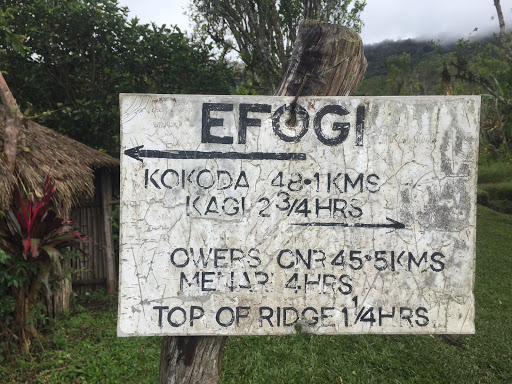 EFOGI
KOKODA 48·1KMS
KAGI 2 3/4 HRS
OWERS CNR 45·5KMS
MENARI 4HRS
TOP OF RIDGE 1 1/4 HRS